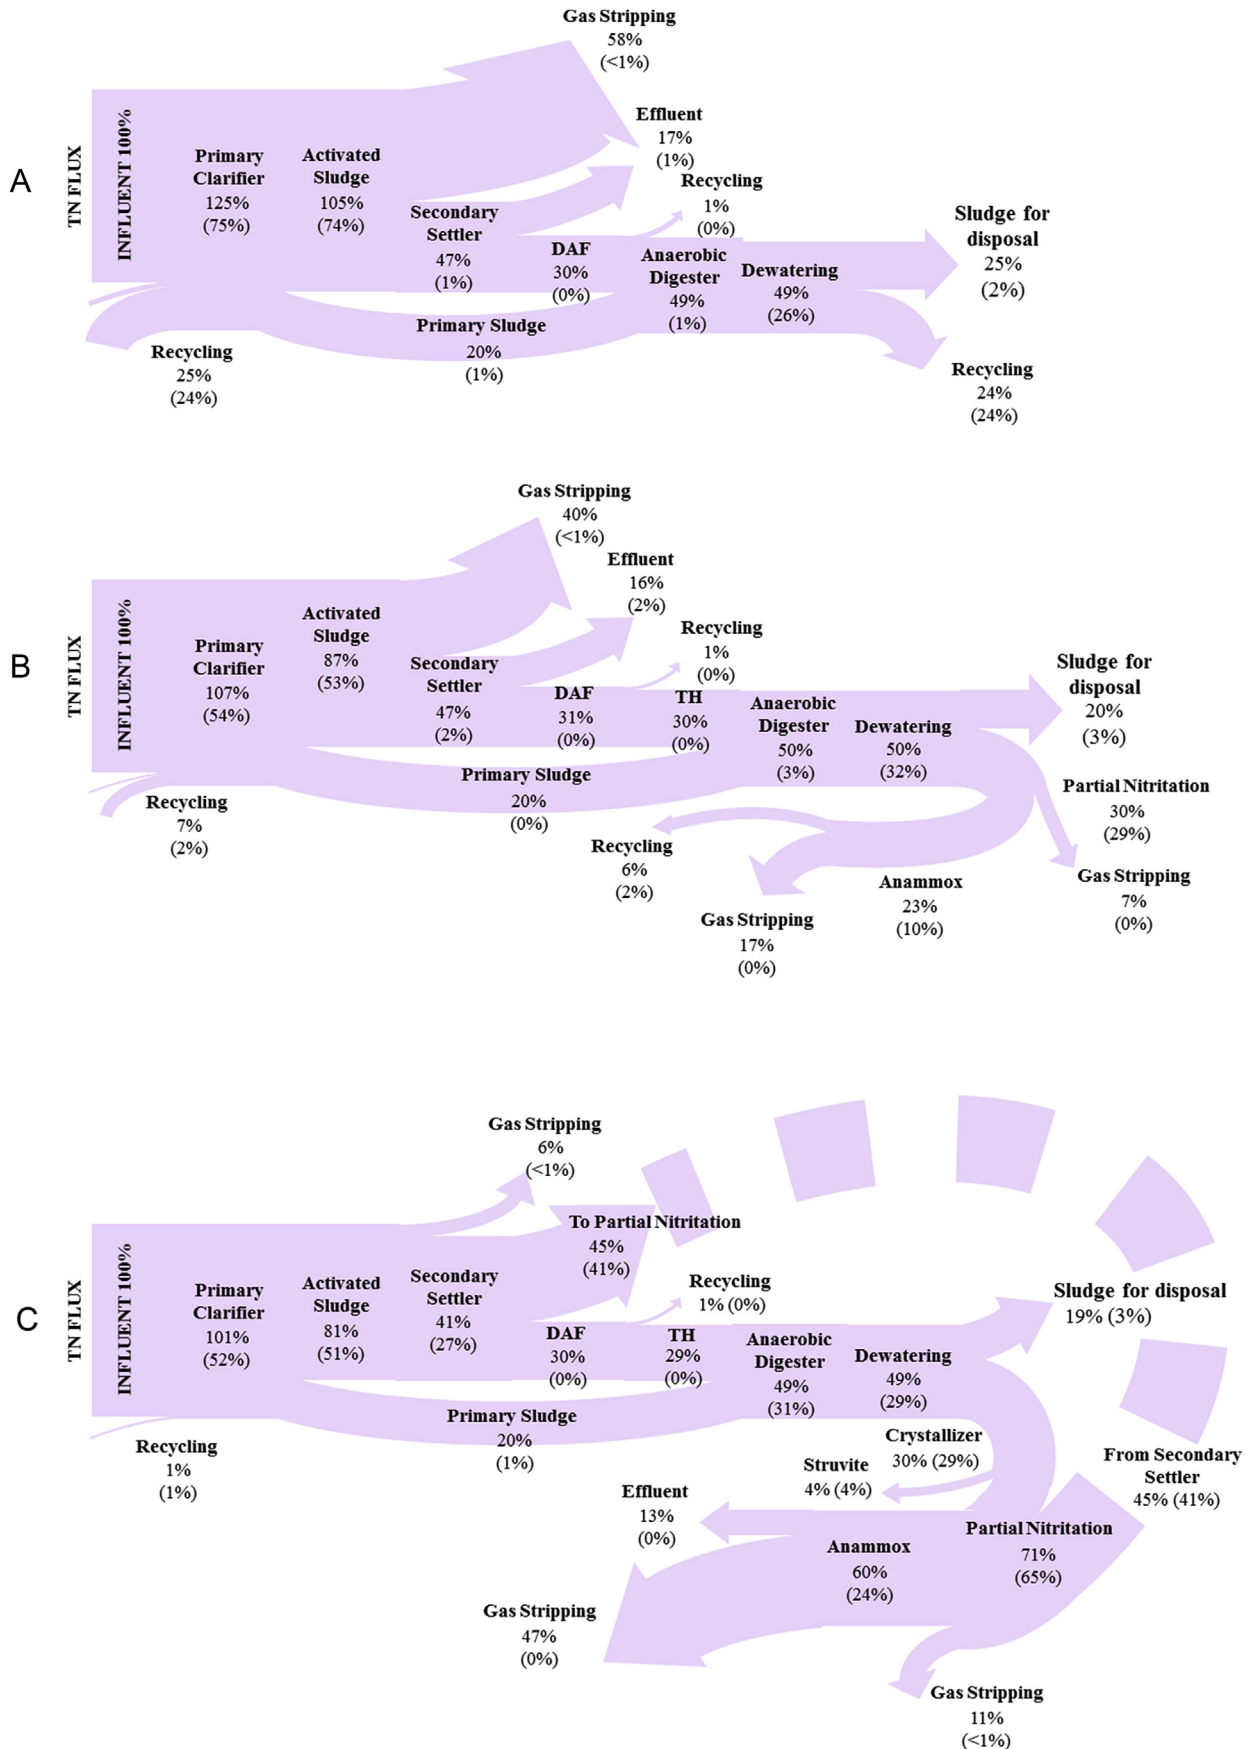 A
TN FLUX
INFLUENT 100%
Gas Stripping
58%
(<1%)
Effluent
17%
(1%)
Recycling
1%
(0%)
Primary
Clarifier
125%
(75%)
Activated
Sludge
105%
(74%)
Secondary
Settler
47%
(1%)
DAF
30%
(0%)
Anaerobic
Digester
49%
(1%)
Dewatering
49%
(26%)
Sludge for
disposal
25%
(2%)
Primary Sludge
20%
(1%)
Recycling
25%
(24%)
Recycling
24%
(24%)
B
TN FLUX
INFLUENT 100%
Gas Stripping
40%
(<1%)
Effluent
16%
(2%)
Recycling
1%
(0%)
Primary
Clarifier
107%
(54%)
Activated
Sludge
87%
(53%)
Secondary
Settler
47%
(2%)
DAF
31%
(0%)
TH
30%
(0%)
Anaerobic
Digester
50%
(3%)
Dewatering
50%
(32%)
Sludge for
disposal
20%
(3%)
Primary Sludge
20%
(0%)
Recycling
7%
(2%)
Partial Nitritation
30%
(29%)
Recycling
6%
(2%)
Anammox
23%
(10%)
Gas Stripping
7%
(0%)
Gas Stripping
17%
(0%)
C
TN FLUX
INFLUENT 100%
Gas Stripping
6%
(<1%)
To Partial Nitritation
45%
(41%)
Recycling
1% (0%)
Primary
Clarifier
101%
(52%)
Activated
Sludge
81%
(51%)
Secondary
Settler
41%
(27%)
DAF
30%
(0%)
TH
29%
(0%)
Anaerobic
Digester
49%
(31%)
Dewatering
49%
(29%)
Sludge for disposal
19% (3%)
Primary Sludge
20%
(1%)
Recycling
1%
(1%)
Crystallizer
30% (29%)
Struvite
4% (4%)
From Secondary
Settler
45% (41%)
Effluent
13%
(0%)
Partial Nitritation
71%
(65%)
Anammox
60%
(24%)
Gas Stripping
47%
(0%)
Gas Stripping
11%
(<1%)